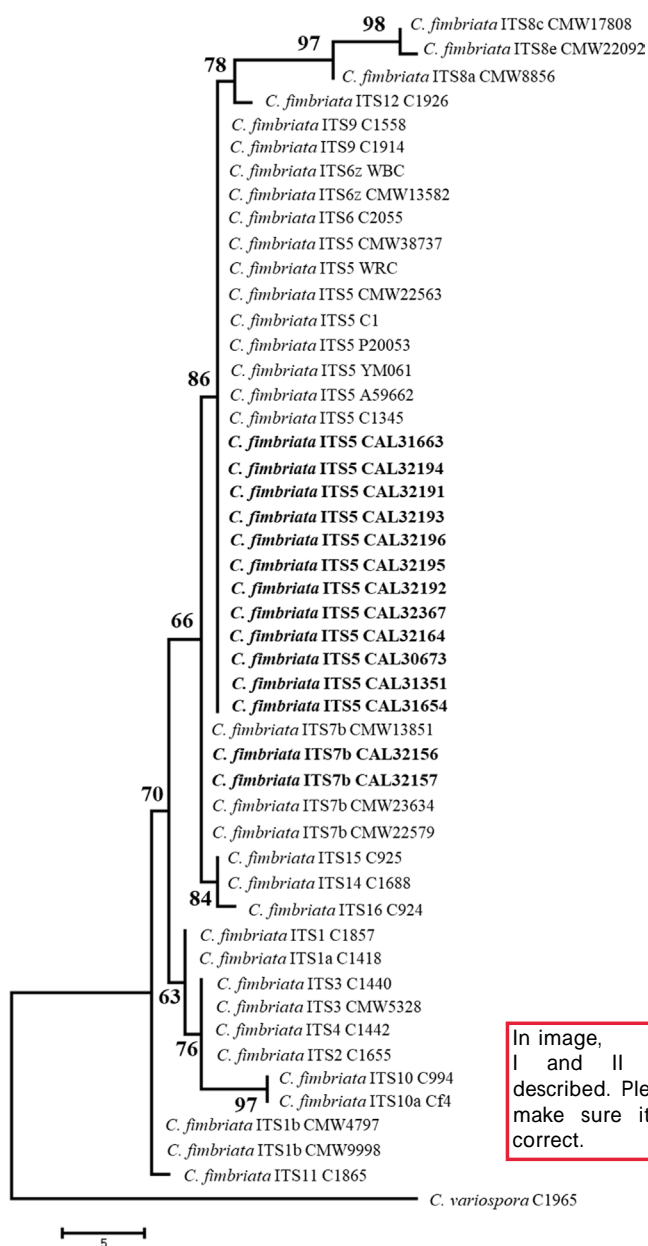 98
C. fimbriata ITS8c CMW17808
97
C. fimbriata ITS8e CMW22092
78
C. fimbriata ITS8a CMW8856
C. fimbriata ITS12 C1926
C. fimbriata ITS9 C1558
C. fimbriata ITS9 C1914
C. fimbriata ITS6z WBC
C. fimbriata ITS6z CMW13582
C. fimbriata ITS6 C2055
C. fimbriata ITS5 CMW38737
C. fimbriata ITS5 WRC
C. fimbriata ITS5 CMW22563
C. fimbriata ITS5 C1
C. fimbriata ITS5 P20053
C. fimbriata ITS5 YM061
86
C. fimbriata ITS5 A59662
C. fimbriata ITS5 C1345
C. fimbriata ITS5 CAL31663
C. fimbriata ITS5 CAL32194
C. fimbriata ITS5 CAL32191
C. fimbriata ITS5 CAL32193
C. fimbriata ITS5 CAL32196
C. fimbriata ITS5 CAL32195
C. fimbriata ITS5 CAL32192
C. fimbriata ITS5 CAL32367
66
C. fimbriata ITS5 CAL32164
C. fimbriata ITS5 CAL30673
C. fimbriata ITS5 CAL31351
C. fimbriata ITS5 CAL31654
C. fimbriata ITS7b CMW13851
C. fimbriata ITS7b CAL32156
C. fimbriata ITS7b CAL32157
70
C. fimbriata ITS7b CMW23634
C. fimbriata ITS7b CMW22579
C. fimbriata ITS15 C925
C. fimbriata ITS14 C1688
84
C. fimbriata ITS16 C924
C. fimbriata ITS1 C1857
C. fimbriata ITS1a C1418
C. fimbriata ITS3 C1440
63
C. fimbriata ITS3 CMW5328
C. fimbriata ITS4 C1442
76
C. fimbriata ITS2 C1655
C. fimbriata ITS10 C994
97
C. fimbriata ITS10a Cf4
C. fimbriata ITS1b CMW4797
C. fimbriata ITS1b CMW9998
C. fimbriata ITS11 C1865
C. variospora C1965
5
In image,
I and II
described. Ple
make sure it
correct.